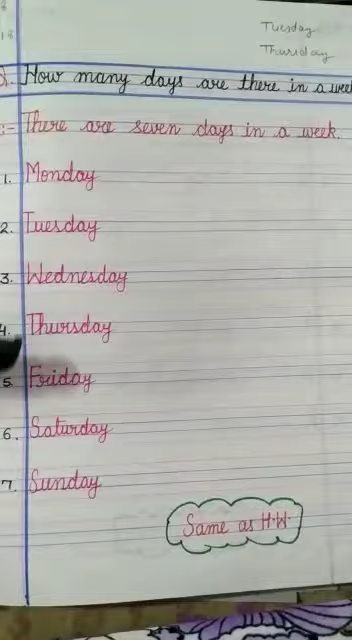 Tuesday
Thursday
How many days are there in a week
:- There are seven days in a week.
1. Monday
2. Tuesday
3. Wednesday
4. Thursday
5. Friday
6. Saturday
7. Sunday
Same as H.W.